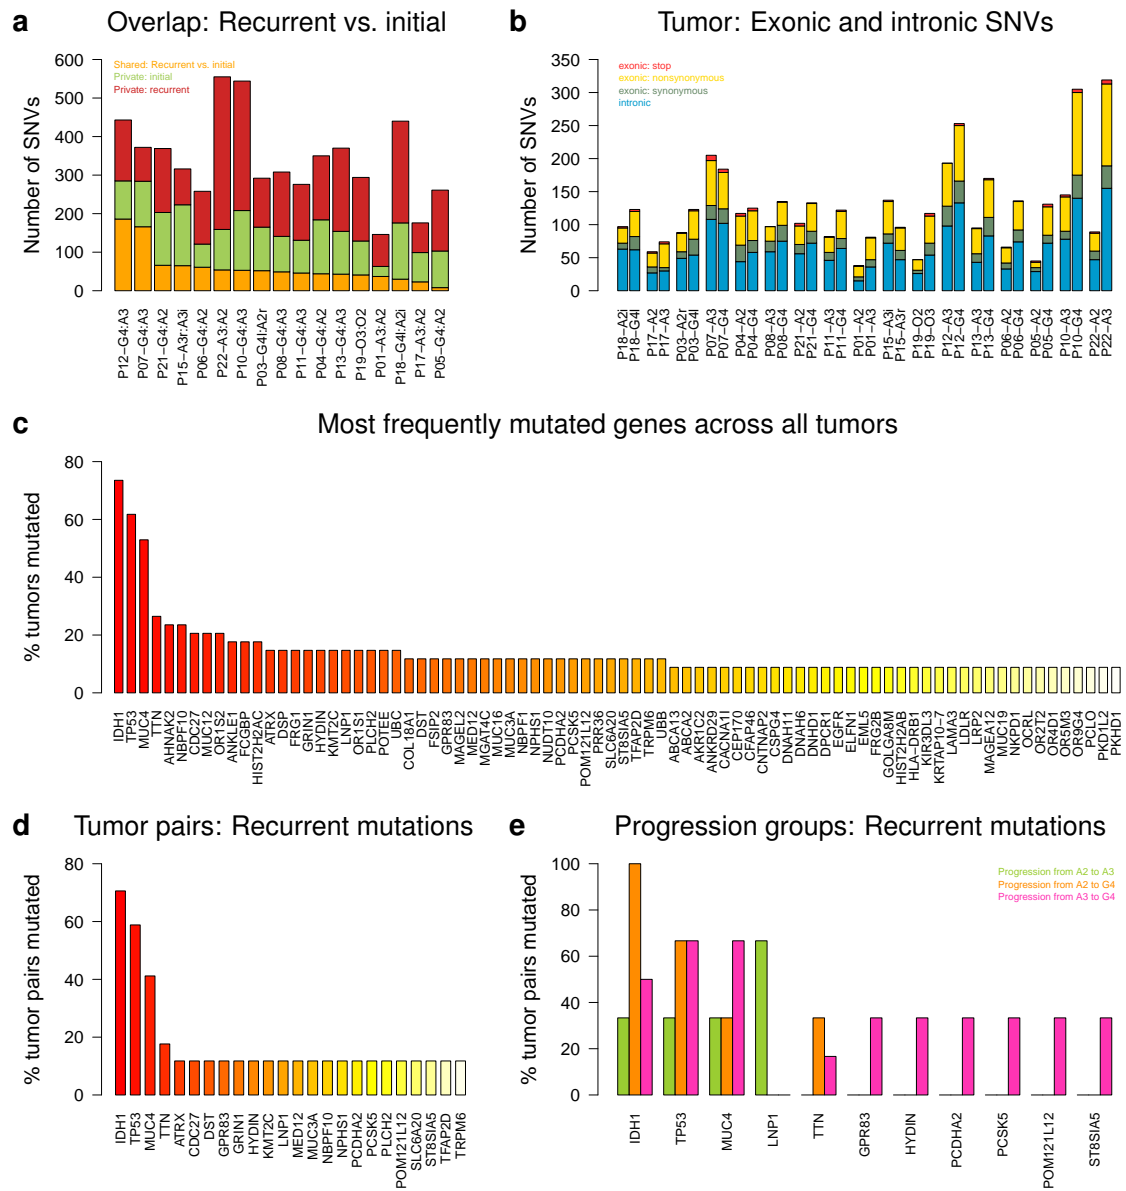 a Overlap: Recurrent vs. initial
Number of SNVs
600
500
400
300
200
100
0
Shared: Recurrent vs. initial
Private: initial
Private: recurrent
P12−G4:A3
P07−G4:A3
P21−G4:A2
P15−A3r:A3i
P06−G4:A2
P22−A3:A2
P10−G4:A3
P03−G4I:A2r
P08−G4:A3
P11−G4:A3
P04−G4:A2
P13−G4:A3
P19−O3:O2
P01−A3:A2
P18−G4I:A2i
P17−A3:A2
P05−G4:A2
b Tumor: Exonic and intronic SNVs
Number of SNVs
350
300
250
200
150
100
50
0
exonic: stop
exonic: nonsynonymous
exonic: synonymous
intronic
P18−A2i
P18−G4I
P17−A2
P17−A3
P03−A2r
P03−G4I
P07−A3
P07−G4
P04−A2
P04−G4
P08−A3
P08−G4
P21−A2
P21−G4
P11−A3
P11−G4
P01−A2
P01−A3
P15−A3i
P15−A3r
P19−O2
P19−O3
P12−A3
P12−G4
P13−A3
P13−G4
P06−A2
P06−G4
P05−A2
P05−G4
P10−A3
P10−G4
P22−A2
P22−A3
c Most frequently mutated genes across all tumors
% tumors mutated
80
60
40
20
0
IDH1
TP53
MUC4
TTN
AHNAK2
NBPF10
CDC27
MUC12
OR1S2
ANKLE1
FCGBP
HIST2H2AC
ATRX
DSP
FRG1
GRIN1
HYDIN
KMT2C
LNP1
OR1S1
PLCH2
POTEE
UBC
COL18A1
DST
FSIP2
GPR83
MAGEL2
MED12
MGAT4C
MUC16
MUC3A
NBPF1
NPHS1
NUDT10
PCDHA2
PCSK5
POM121L12
PRR36
SLC6A20
ST8SIA5
TFAP2D
TRPM6
UBB
ABCA13
ABCA2
AKR1C2
ANKRD29
CACNA1I
CEP170
CFAP46
CNTNAP2
CSPG4
DNAH11
DNAH6
DNHD1
DPCR1
EGFR
ELFN1
EML5
FRG2B
GOLGA8M
HIST2H2AB
HLA−DRB1
KIR3DL3
KRTAP10−7
LAMA3
LDLR
LRP2
MAGEA12
MUC19
NKPD1
OCRL
OR2T2
OR4D1
OR5M3
OR9G4
PCLO
PKD1L2
PKHD1
d Tumor pairs: Recurrent mutations
% tumor pairs mutated
80
60
40
20
0
IDH1
TP53
MUC4
TTN
ATRX
CDC27
DST
GPR83
GRIN1
HYDIN
KMT2C
LNP1
MED12
MUC3A
NBPF10
NPHS1
PCDHA2
PCSK5
PLCH2
POM121L12
SLC6A20
ST8SIA5
TFAP2D
TRPM6
e Progression groups: Recurrent mutations
% tumor pairs mutated
100
80
60
40
20
0
Progression from A2 to A3
Progression from A2 to G4
Progression from A3 to G4
IDH1
TP53
MUC4
LNP1
TTN
GPR83
HYDIN
PCDHA2
PCSK5
POM121L12
ST8SIA5